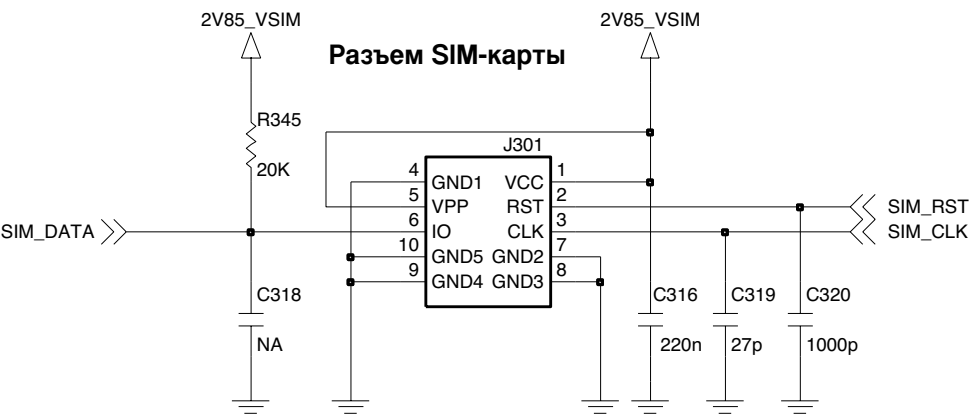 2V85_VSIM
2V85_VSIM
Разъем SIM-карты
R345
20K
J301
4 GND1 VCC 1
5 VPP RST 2
6 IO CLK 3
10 GND5 GND2 7
9 GND4 GND3 8
SIM_DATA
SIM_RST
SIM_CLK
C318
NA
C316
220n
C319
27p
C320
1000p